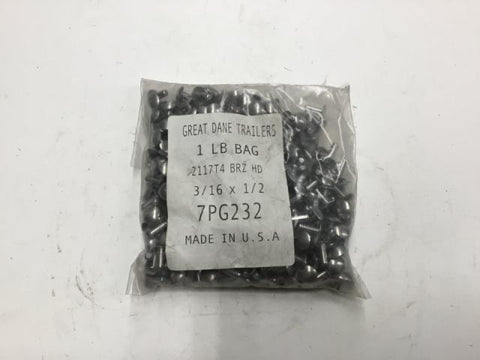 GREAT DANE TRAILERS
1 LB BAG
2117T4 BRZ HD
3/16 x 1/2
7PG232
MADE IN U.S.A